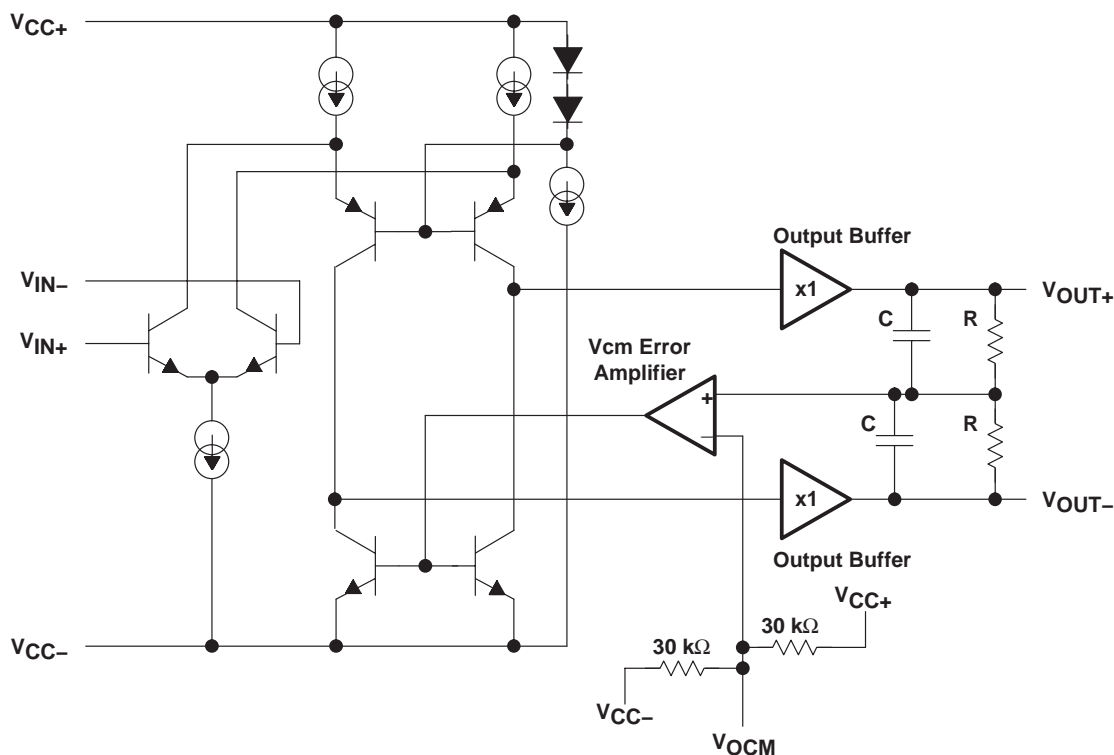 VCC+
Output Buffer
x1
VIN−
VOUT+
C
R
VIN+
Vcm Error
Amplifier
+
C
R
−
x1
VOUT−
Output Buffer
VCC+
30 kΩ
VCC−
30 kΩ
VCC−
VOCM